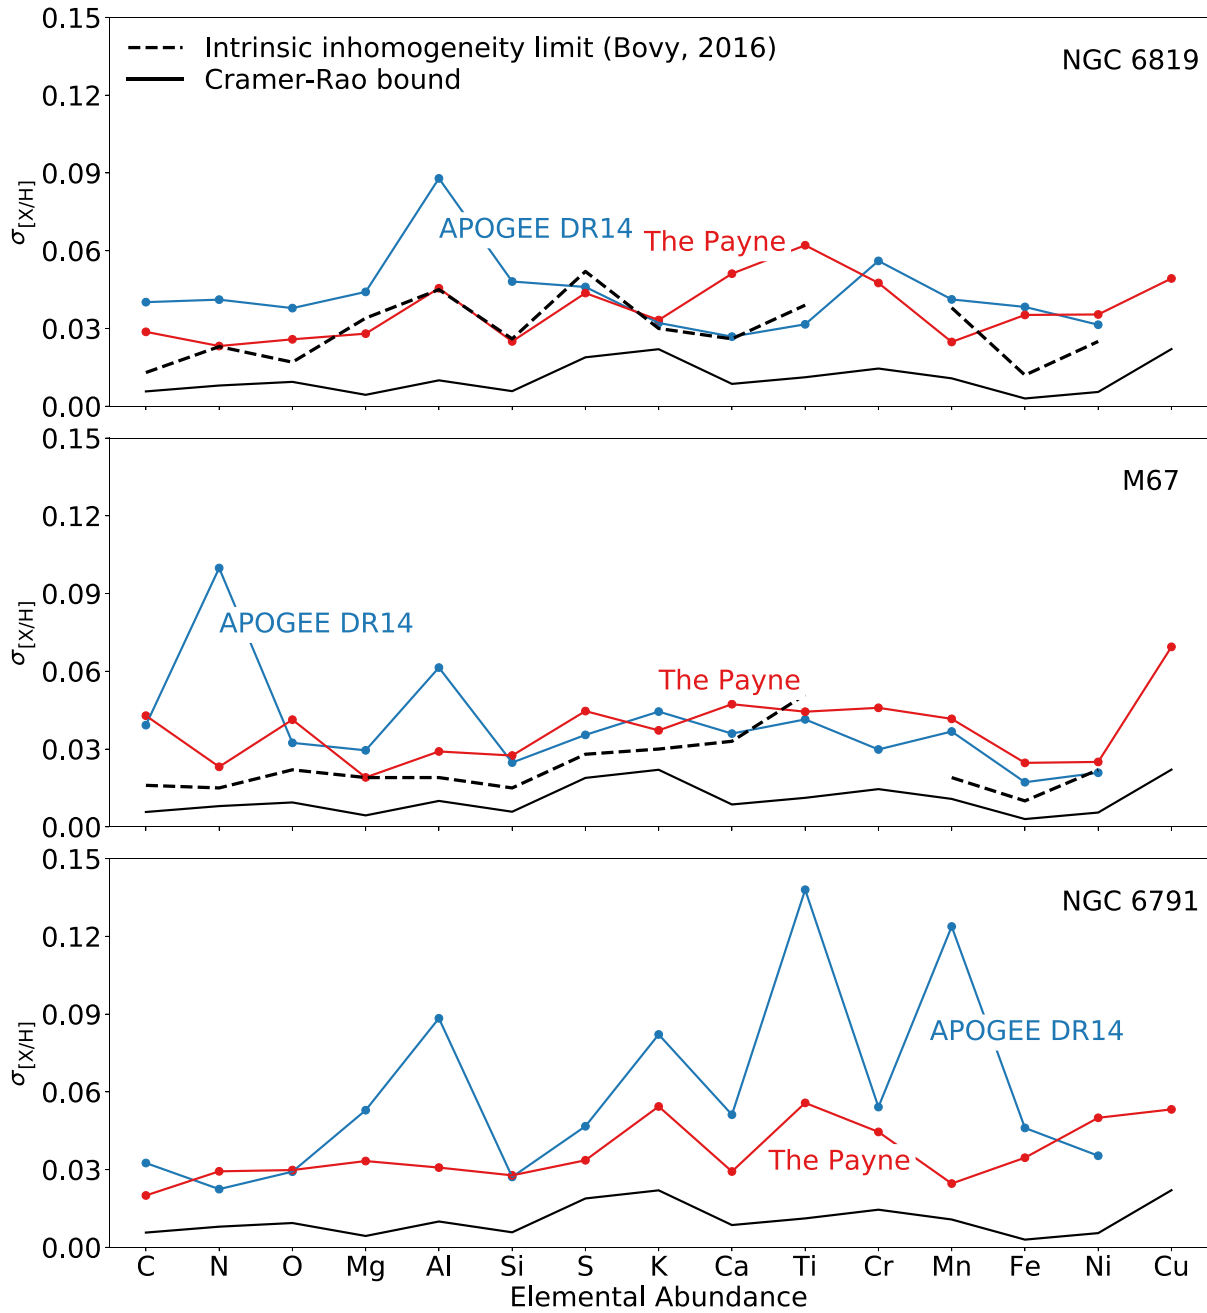 0.15
Intrinsic inhomogeneity limit (Bovy, 2016)
Cramer-Rao bound
NGC 6819
0.12
0.09
0.06
0.03
0.00
σ[X/H]
APOGEE DR14
The Payne
0.15
M67
0.12
0.09
0.06
0.03
0.00
σ[X/H]
APOGEE DR14
The Payne
0.15
NGC 6791
0.12
0.09
0.06
0.03
0.00
σ[X/H]
APOGEE DR14
The Payne
C N O Mg Al Si S K Ca Ti Cr Mn Fe Ni Cu
Elemental Abundance